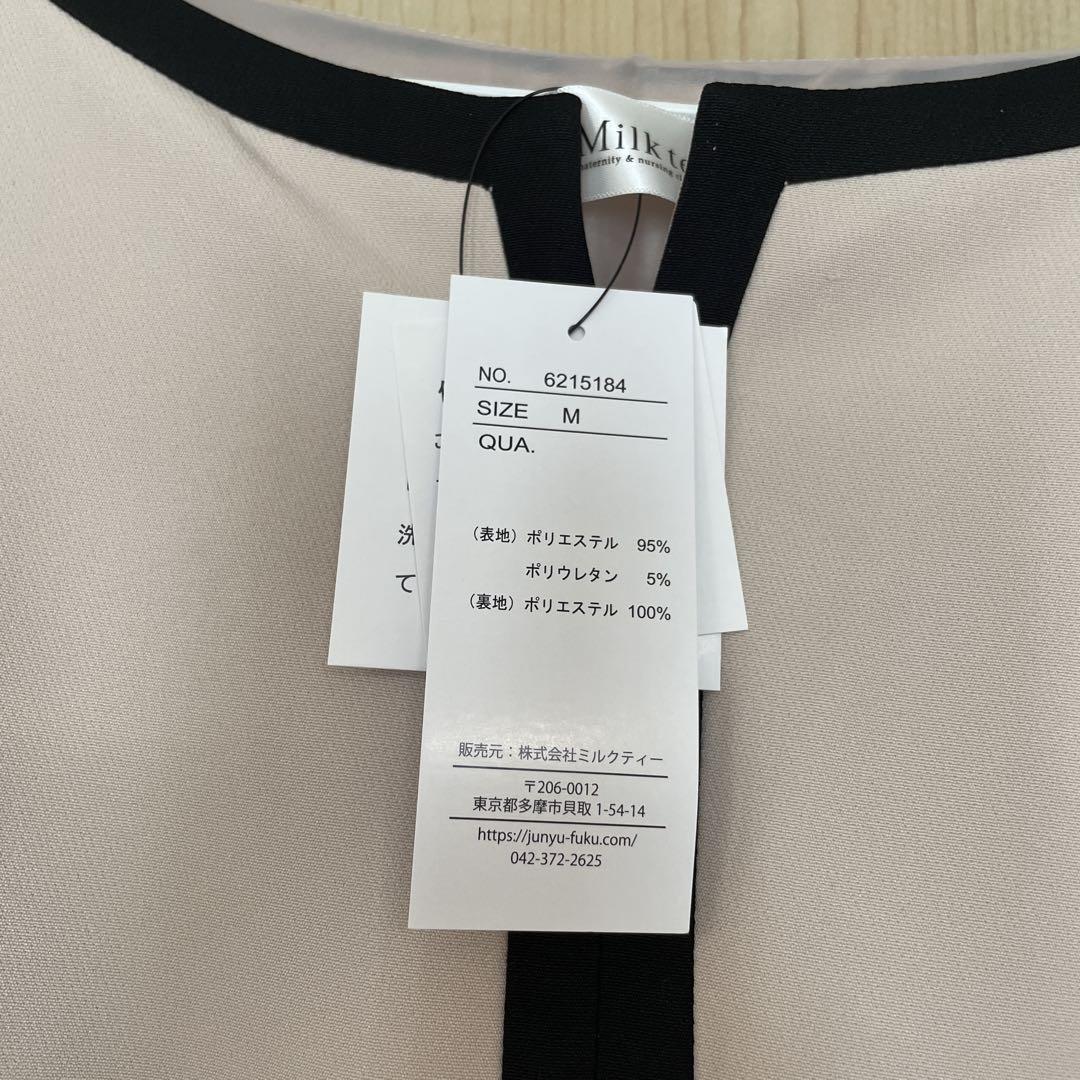 Milk
maternity & nursing
NO. 6215184
SIZE M
QUA.
洗
て
（表地）ポリエステル 95%
ポリウレタン 5%
（裏地）ポリエステル 100%
販売元：株式会社ミルクティー
〒206-0012
東京都多摩市貝取 1-54-14
https://junyu-fuku.com/
042-372-2625